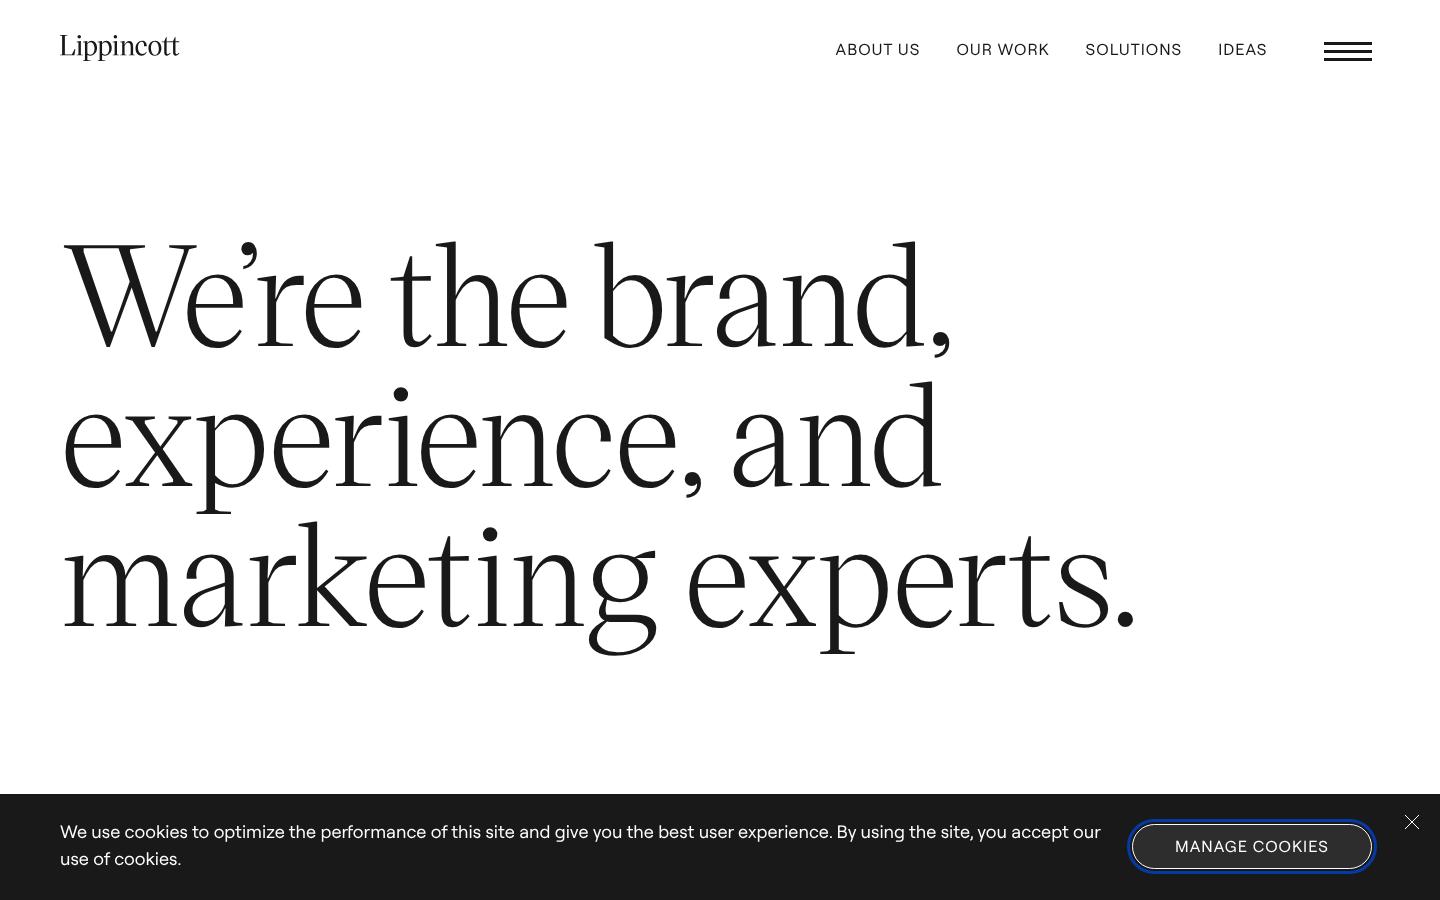 Lippincott
ABOUT US
OUR WORK
SOLUTIONS
IDEAS
We’re the brand,
experience, and
marketing experts.
We use cookies to optimize the performance of this site and give you the best user experience. By using the site, you accept our
use of cookies.
MANAGE COOKIES